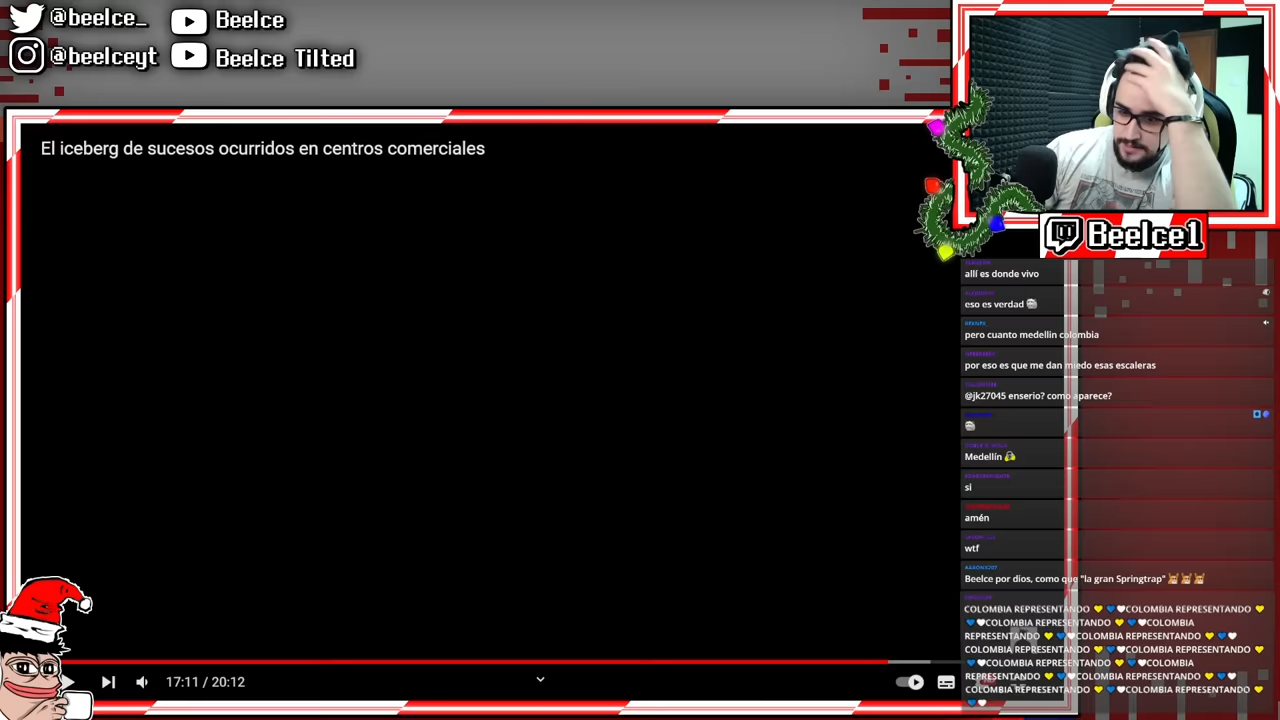 @beelce_
Beelce
@beelceyt
Beelce Tilted
El iceberg de sucesos ocurridos en centros comerciales
Beelce1
allí es donde vivo
eso es verdad
pero cuanto medellin colombia
por eso es que me dan miedo esas escaleras
@jk27045 enserio? como aparece?
Medellín
si
amén
wtf
Beelce por dios, como que "la gran Springtrap"
COLOMBIA REPRESENTANDO 💛
💙🤍COLOMBIA REPRESENTANDO 💛
💙🤍COLOMBIA REPRESENTANDO 💛 💙🤍COLOMBIA
REPRESENTANDO 💛 💙🤍COLOMBIA REPRESENTANDO 💛 💙🤍
COLOMBIA REPRESENTANDO 💛 💙🤍COLOMBIA REPRESENTANDO 💛
💙🤍COLOMBIA REPRESENTANDO 💛 💙🤍COLOMBIA
REPRESENTANDO 💛 💙🤍COLOMBIA REPRESENTANDO 💛 💙🤍
COLOMBIA REPRESENTANDO 💛 💙🤍COLOMBIA REPRESENTANDO 💛
💙🤍
17:11 / 20:12